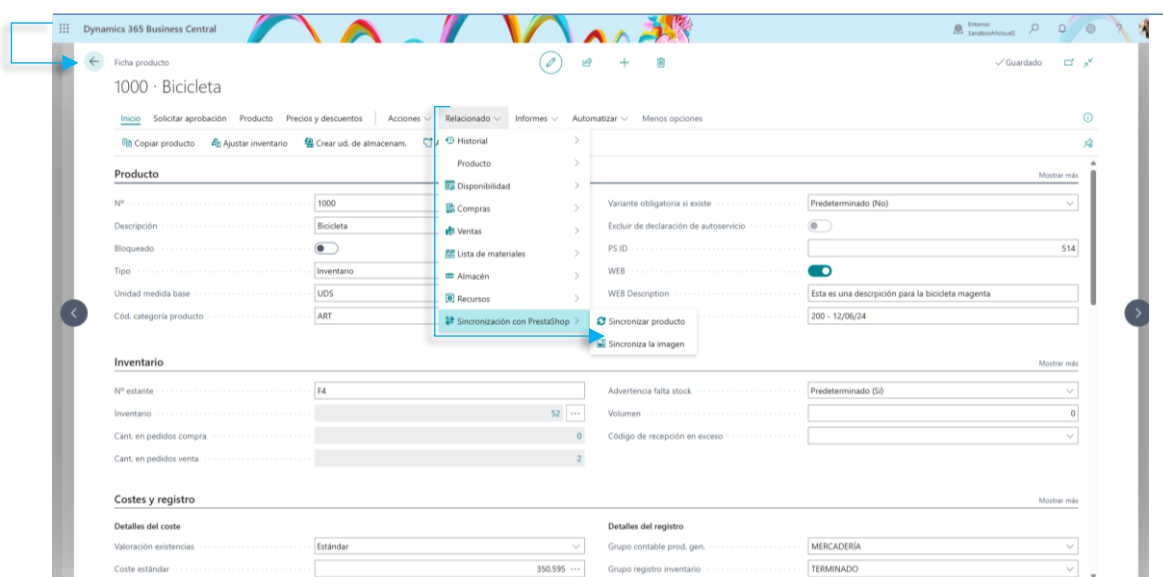 Dynamics 365 Business Central
Entorno:
SandboxAitcloud2
?
Ficha producto
Guardado
1000 · Bicicleta
Inicio Solicitar aprobación Producto Precios y descuentos Acciones Relacionado Informes Automatizar Menos opciones
Copiar producto Ajustar inventario Crear ud. de almacenam. A
Historial
Producto
Disponibilidad
Compras
Ventas
Lista de materiales
Almacén
Recursos
Sincronización con PrestaShop
Sincronizar producto
Sincroniza la imagen
Producto Mostrar más
Nº 1000 Variante obligatoria si existe Predeterminado (No)
Descripción Bicicleta Excluir de declaración de autoservicio
Bloqueado PS ID 514
Tipo Inventario WEB
Unidad medida base UDS WEB Description Esta es una descrpición para la bicicleta magenta
Cód. categoría producto ART 200 - 12/06/24
Inventario Mostrar más
Nº estante F4 Advertencia falta stock Predeterminado (Sí)
Inventario 52 Volumen 0
Cant. en pedidos compra 0 Código de recepción en exceso
Cant. en pedidos venta 2
Costes y registro Mostrar más
Detalles del coste Detalles del registro
Valoración existencias Estándar Grupo contable prod. gen. MERCADERÍA
Coste estándar 350,595 Grupo registro inventario TERMINADO